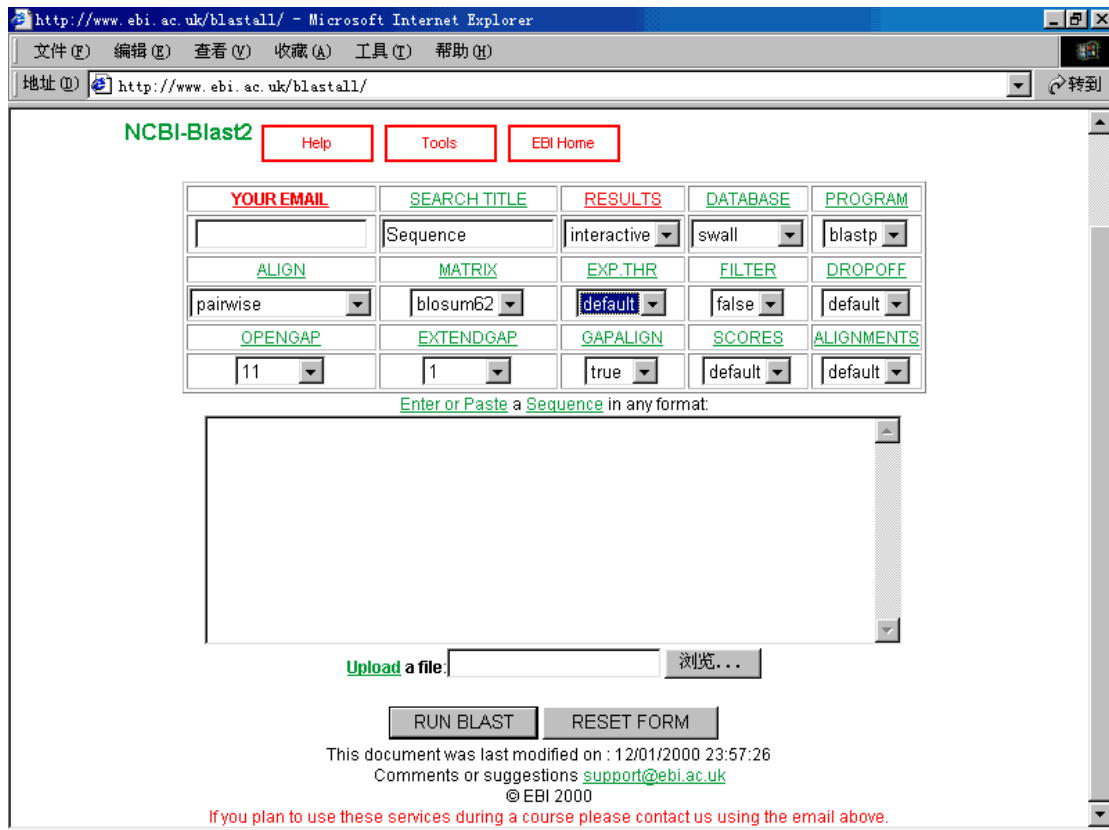 http://www.ebi.ac.uk/blastall/ - Microsoft Internet Explorer
文件(F) 编辑(E) 查看(V) 收藏(A) 工具(T) 帮助(H)
地址(D) http://www.ebi.ac.uk/blastall/ 转到
NCBI-Blast2 Help Tools EBI Home
YOUR EMAIL SEARCH TITLE RESULTS DATABASE PROGRAM
Sequence interactive swall blastp
ALIGN MATRIX EXP.THR FILTER DROPOFF
pairwise blosum62 default false default
OPENGAP EXTENDGAP GAPALIGN SCORES ALIGNMENTS
11 1 true default default
Enter or Paste a Sequence in any format:
Upload a file: 浏览...
RUN BLAST RESET FORM
This document was last modified on : 12/01/2000 23:57:26
Comments or suggestions support@ebi.ac.uk
© EBI 2000
If you plan to use these services during a course please contact us using the email above.